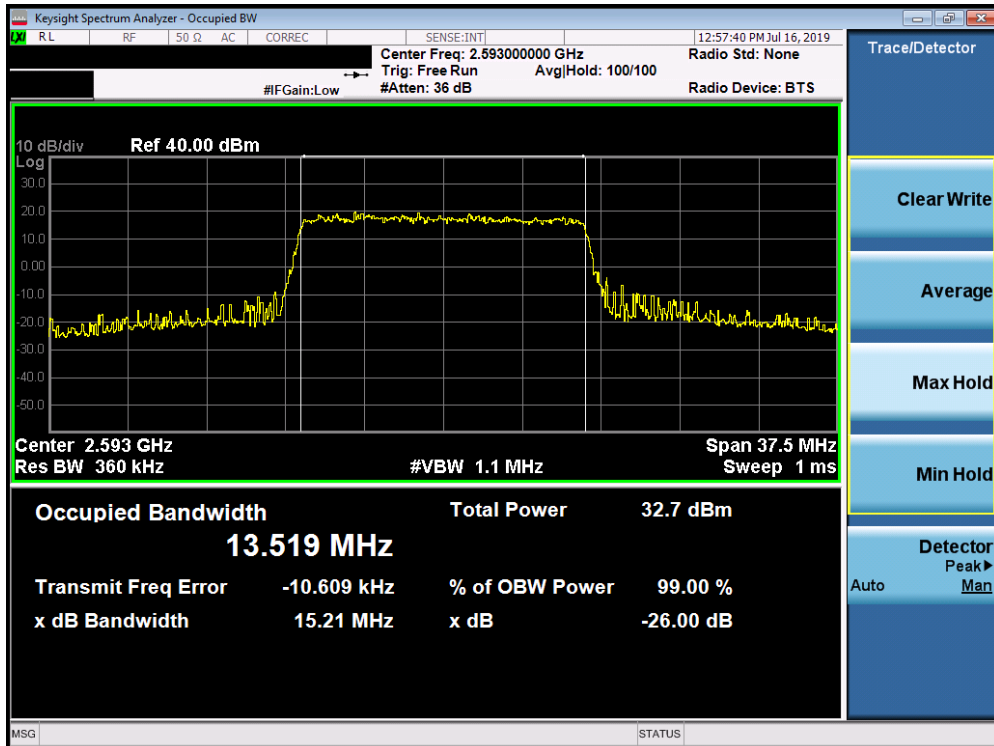 Keysight Spectrum Analyzer - Occupied BW
LXI RL RF 50 Ω AC CORREC SENSE:INT 12:57:40 PM Jul 16, 2019
Center Freq: 2.593000000 GHz Radio Std: None
Trig: Free Run Avg|Hold: 100/100
#IFGain:Low #Atten: 36 dB Radio Device: BTS
10 dB/div Ref 40.00 dBm
Log
30.0
20.0
10.0
0.00
-10.0
-20.0
-30.0
-40.0
-50.0
Center 2.593 GHz Span 37.5 MHz
Res BW 360 kHz #VBW 1.1 MHz Sweep 1 ms
Occupied Bandwidth Total Power 32.7 dBm
13.519 MHz
Transmit Freq Error -10.609 kHz % of OBW Power 99.00 %
x dB Bandwidth 15.21 MHz x dB -26.00 dB
MSG STATUS
Trace/Detector
Clear Write
Average
Max Hold
Min Hold
Detector
Peak▶
Auto Man